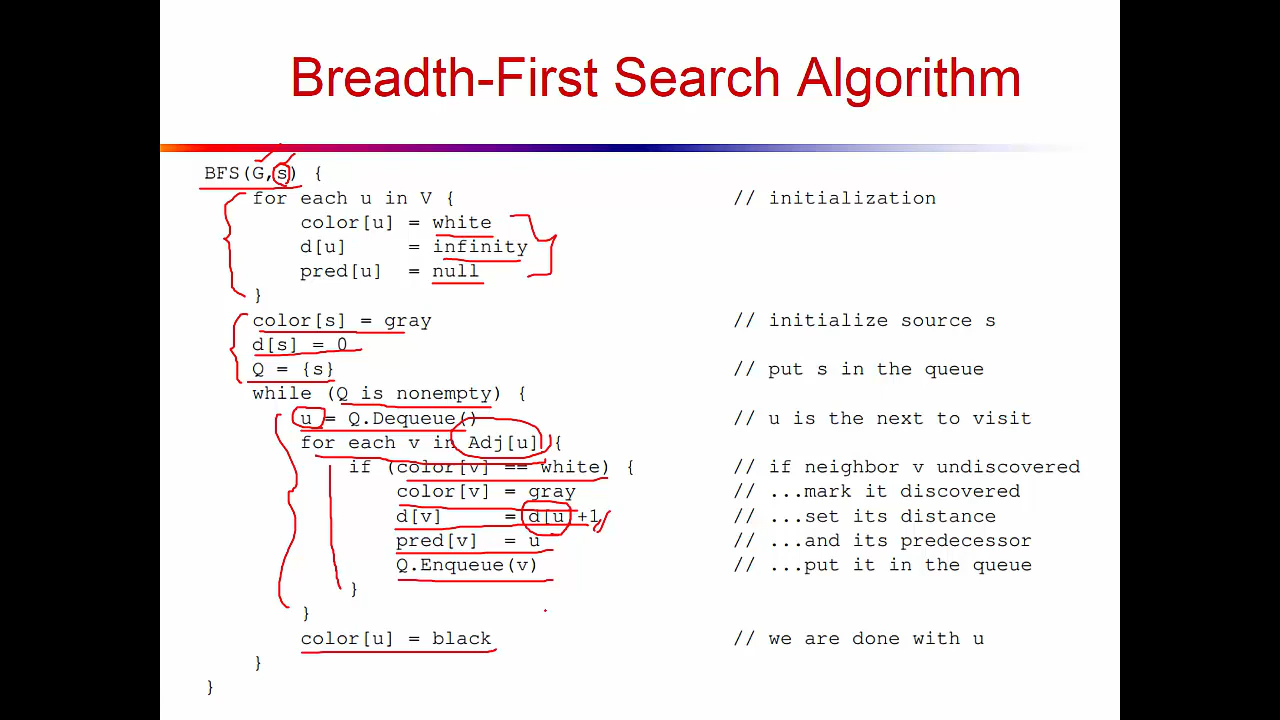 Breadth-First Search Algorithm
BFS(G,s) {
for each u in V { // initialization
color[u] = white
d[u] = infinity
pred[u] = null
}
color[s] = gray // initialize source s
d[s] = 0
Q = {s} // put s in the queue
while (Q is nonempty) {
u = Q.Dequeue() // u is the next to visit
for each v in Adj[u] {
if (color[v] == white) { // if neighbor v undiscovered
color[v] = gray // ...mark it discovered
d[v] = d[u +1 // ...set its distance
pred[v] = u // ...and its predecessor
Q.Enqueue(v) // ...put it in the queue
}
}
color[u] = black // we are done with u
}
}